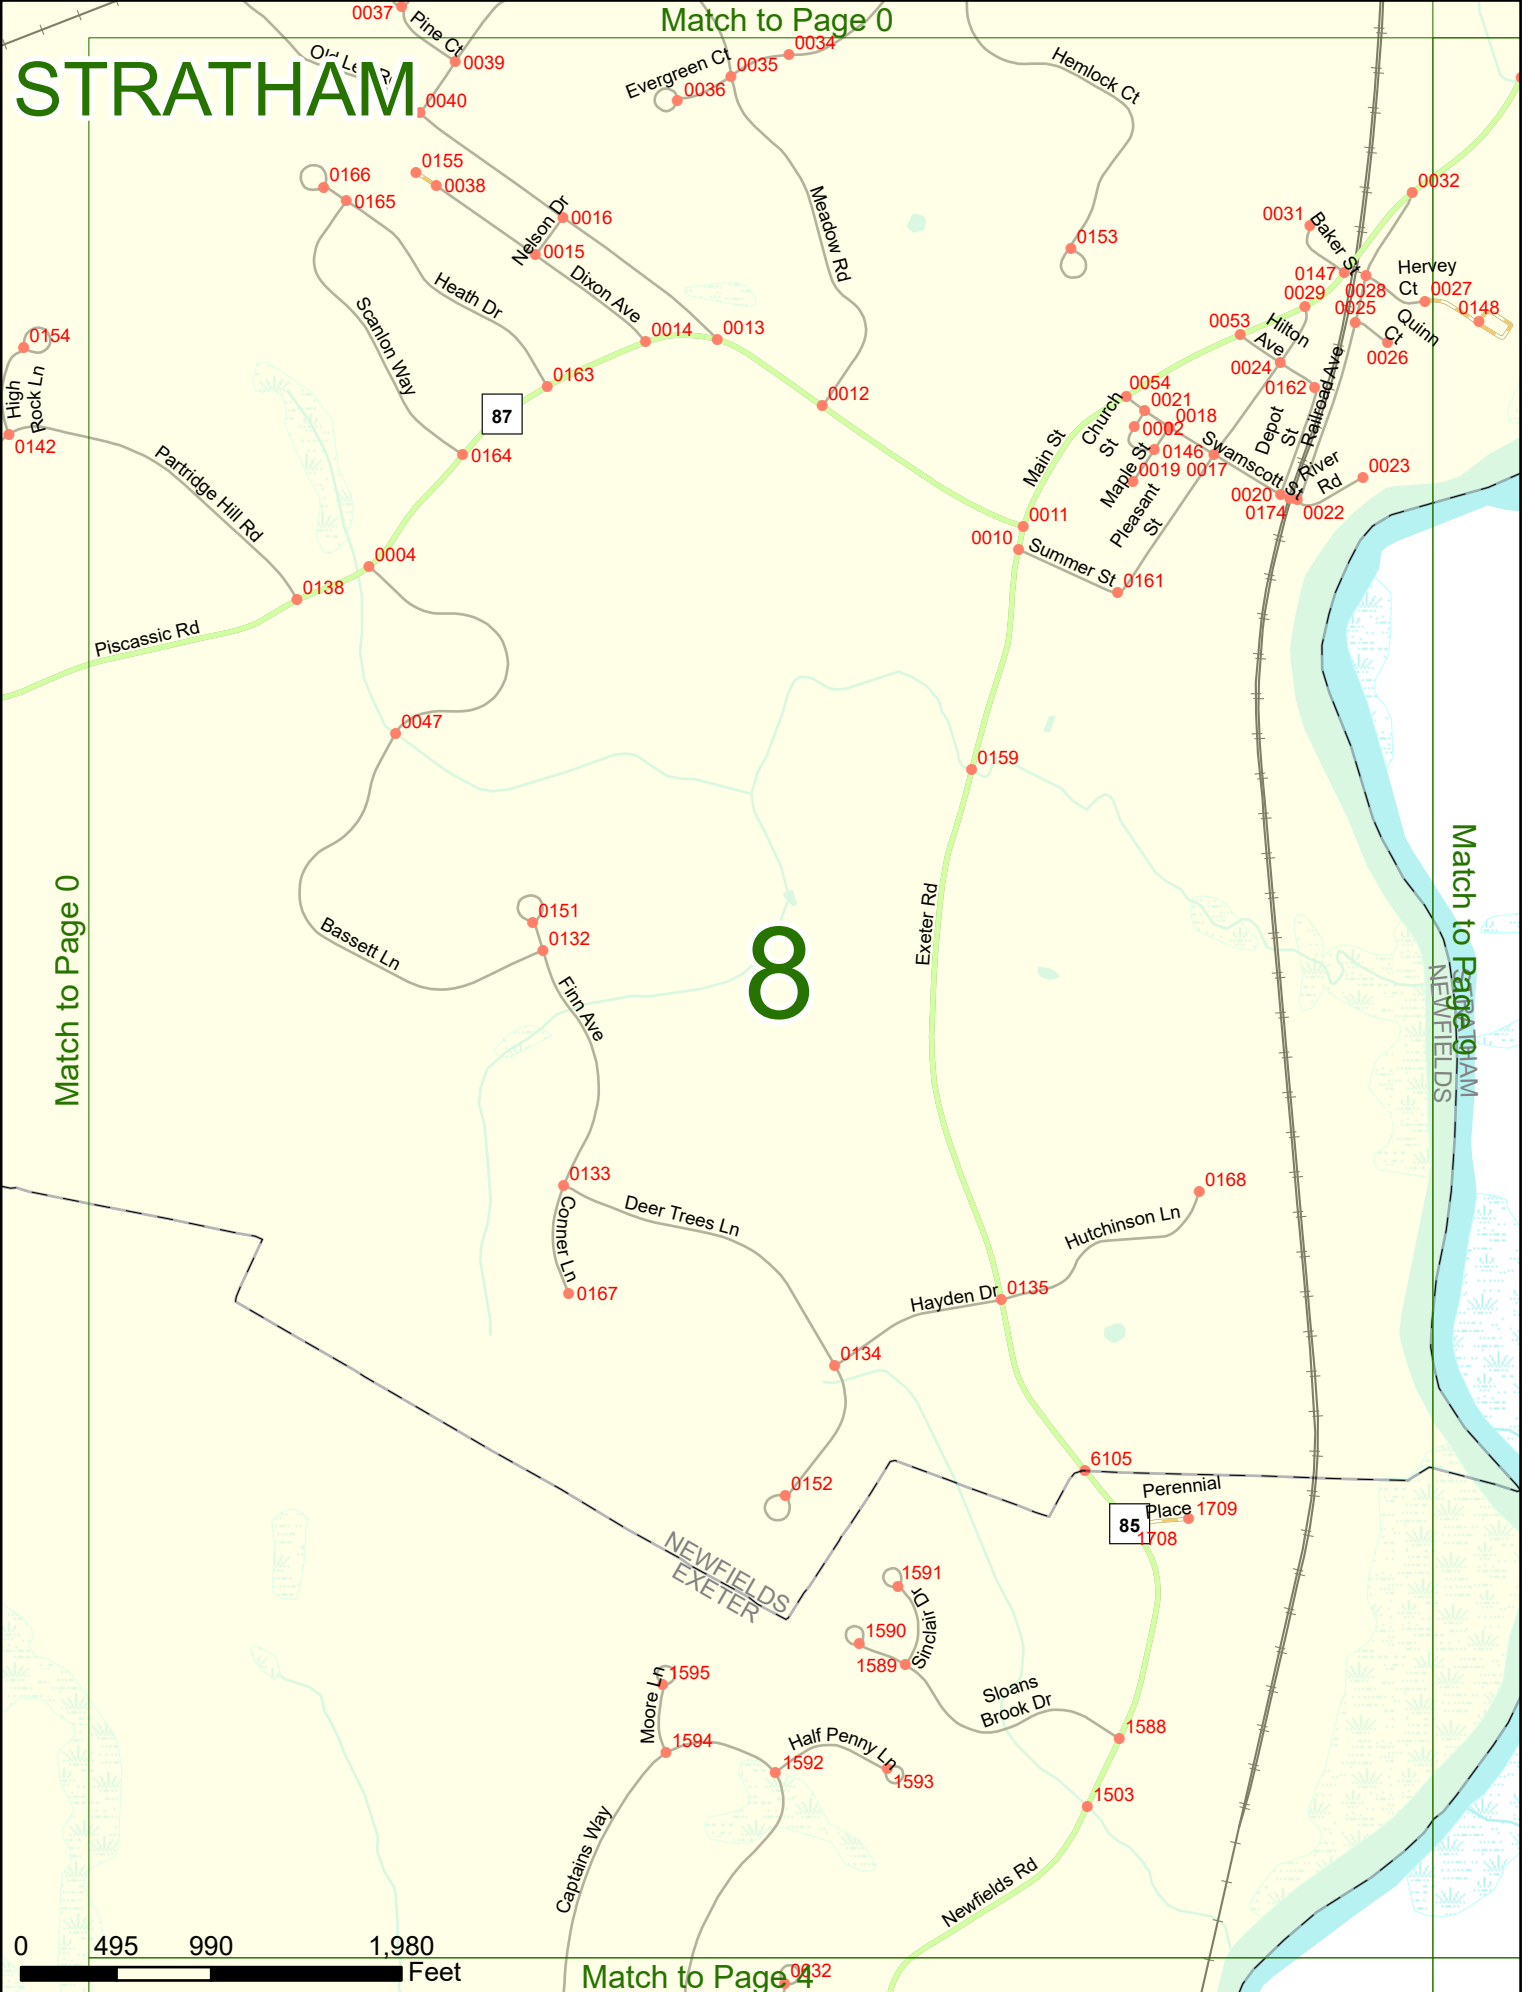 Match to Page 0
STRATHAM
0037
Pine Ct
0039
0040
0034
0035
Evergreen Ct
0036
Hemlock Ct
0166
0165
0155
0038
0016
Nelson Dr
0015
Dixon Ave
Meadow Rd
0153
0032
0031
Baker St
0147
0029
0028
Hervey
Ct
0027
0148
0025
Quinn
Ct
0026
0053
Hilton
Ave
0024
0162
Railroad Ave
Heath Dr
Scanlon Way
0014
0013
0154
High
Rock Ln
0142
0163
87
0164
0012
0054
0021
Church
St
0002
0018
0146
0017
Maple St
0019
Pleasant
St
Swamscott St
Depot
St
0020
0174
0022
River
Rd
0023
Main St
0011
0010
Summer St
0161
Partridge Hill Rd
0004
0138
Piscassic Rd
0047
0159
Exeter Rd
Bassett Ln
0151
0132
Finn Ave
8
Match to Page 0
Match to Page 9
STRATHAM
NEWFIELDS
0133
Conner Ln
0167
Deer Trees Ln
0168
Hutchinson Ln
0135
Hayden Dr
0134
0152
6105
Perennial
Place
1709
85
1708
NEWFIELDS
EXETER
1591
Sinclair Dr
1590
1589
Sloans
Brook Dr
1588
1595
Moore Ln
1594
1592
Half Penny Ln
1593
1503
Captains Way
Newfields Rd
0
495
990
1,980
Feet
Match to Page 4
0032